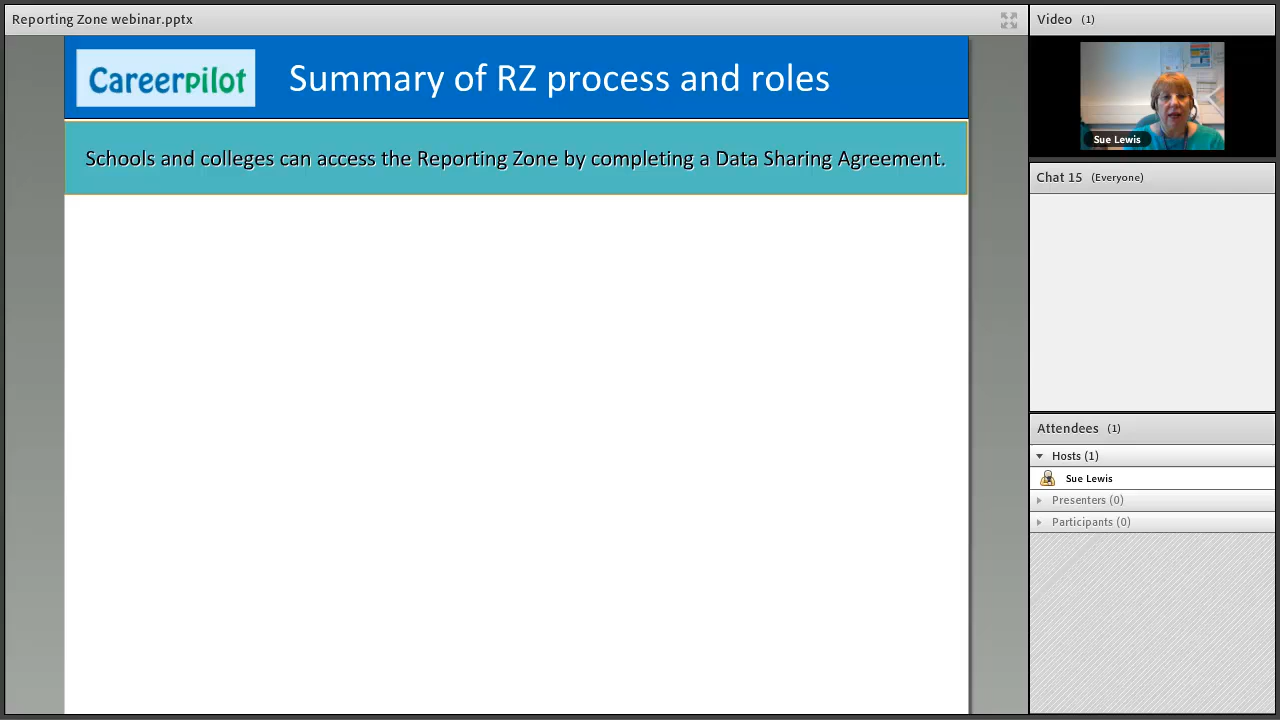 Reporting Zone webinar.pptx
Careerpilot
Summary of RZ process and roles
Schools and colleges can access the Reporting Zone by completing a Data Sharing Agreement.
Video (1)
Sue Lewis
Chat 15 (Everyone)
Attendees (1)
Hosts (1)
Sue Lewis
Presenters (0)
Participants (0)